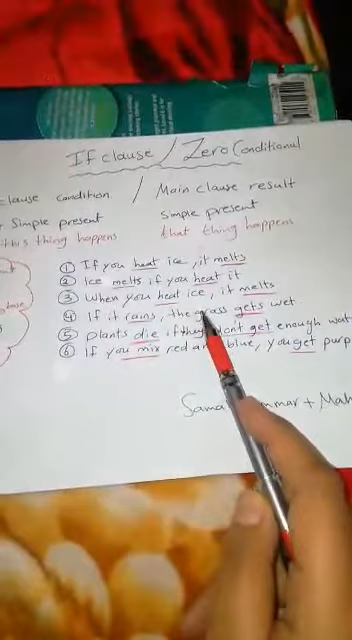 If clause / Zero Conditional
clause condition / Main clause result
Simple present simple present
this thing happens that thing happens
① If you heat ice, it melts
② Ice melts if you heat it
③ When you heat ice, it melts
④ If it rains, the grass gets wet
⑤ Plants die if they dont get enough wat
⑥ If you mix red and blue, you get purp